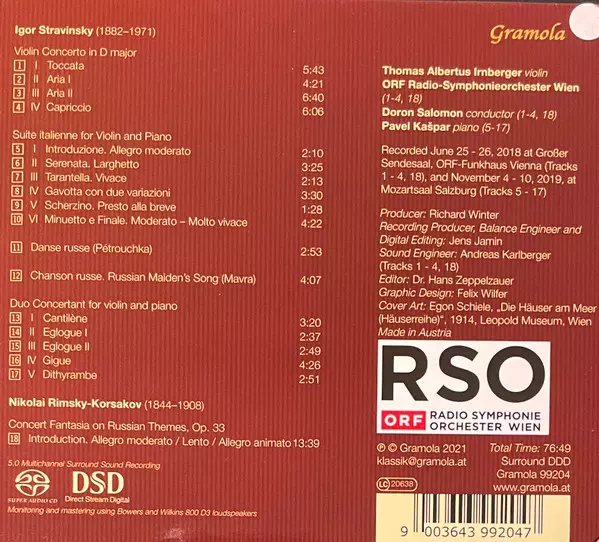 Igor Stravinsky (1882–1971)
Violin Concerto in D major
1 I Toccata 5:43
2 II Aria I 4:21
3 III Aria II 6:40
4 IV Capriccio 6:06
Suite italienne for Violin and Piano
5 I Introduzione. Allegro moderato 2:10
6 II Serenata. Larghetto 3:25
7 III Tarantella. Vivace 2:13
8 IV Gavotta con due variazioni 3:30
9 V Scherzino. Presto alla breve 1:28
10 VI Minuetto e Finale. Moderato – Molto vivace 4:22
11 Danse russe (Pétrouchka) 2:53
12 Chanson russe. Russian Maiden's Song (Mavra) 4:07
Duo Concertant for violin and piano
13 I Cantilène 3:20
14 II Eglogue I 2:37
15 III Eglogue II 2:49
16 IV Gigue 4:26
17 V Dithyrambe 2:51
Nikolai Rimsky-Korsakov (1844–1908)
Concert Fantasia on Russian Themes, Op. 33
18 Introduction. Allegro moderato / Lento / Allegro animato 13:39
5.0 Multichannel Surround Sound Recording
SUPER AUDIO CD
DSD
Direct Stream Digital
Monitoring and mastering using Bowers and Wilkins 800 D3 loudspeakers
Gramola
Thomas Albertus Irnberger violin
ORF Radio-Symphonieorchester Wien
(1-4, 18)
Doron Salomon conductor (1-4, 18)
Pavel Kašpar piano (5-17)
Recorded June 25 - 26, 2018 at Großer
Sendesaal, ORF-Funkhaus Vienna (Tracks
1 - 4, 18), and November 4 - 10, 2019, at
Mozartsaal Salzburg (Tracks 5 - 17)
Producer: Richard Winter
Recording Producer, Balance Engineer and
Digital Editing: Jens Jamin
Sound Engineer: Andreas Karlberger
(Tracks 1 - 4, 18)
Editor: Dr. Hans Zeppelzauer
Graphic Design: Felix Wilfer
Cover Art: Egon Schiele, „Die Häuser am Meer
(Häuserreihe)“, 1914, Leopold Museum, Wien
Made in Austria
RSO
ORF RADIO SYMPHONIE
ORCHESTER WIEN
℗ © Gramola 2021
klassik@gramola.at
LC 20638
Total Time: 76:49
Surround DDD
Gramola 99204
www.gramola.at
9 003643 992047